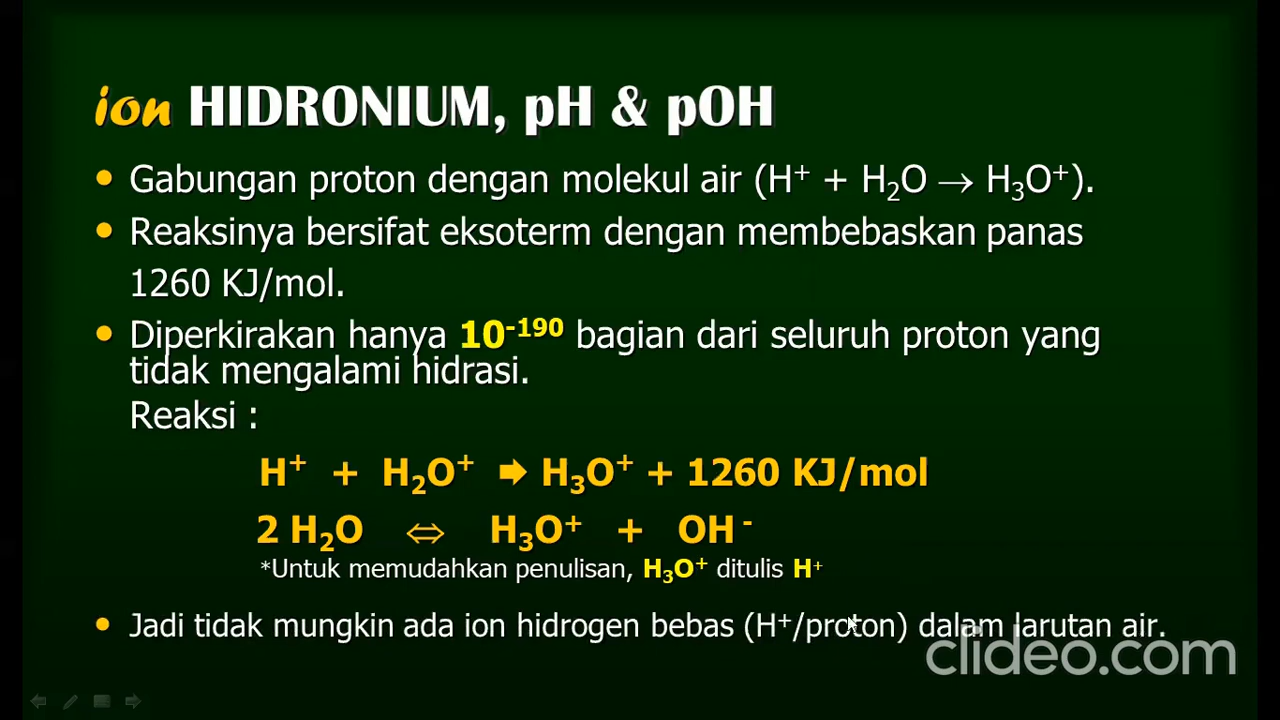 ion HIDRONIUM, pH & pOH
• Gabungan proton dengan molekul air (H⁺ + H₂O → H₃O⁺).
• Reaksinya bersifat eksoterm dengan membebaskan panas
1260 KJ/mol.
• Diperkirakan hanya 10⁻¹⁹⁰ bagian dari seluruh proton yang
tidak mengalami hidrasi.
Reaksi :
H⁺ + H₂O⁺ 🡆 H₃O⁺ + 1260 KJ/mol
2 H₂O ⇔ H₃O⁺ + OH ⁻
*Untuk memudahkan penulisan, H₃O⁺ ditulis H⁺
• Jadi tidak mungkin ada ion hidrogen bebas (H⁺/proton) dalam larutan air.
clideo.com